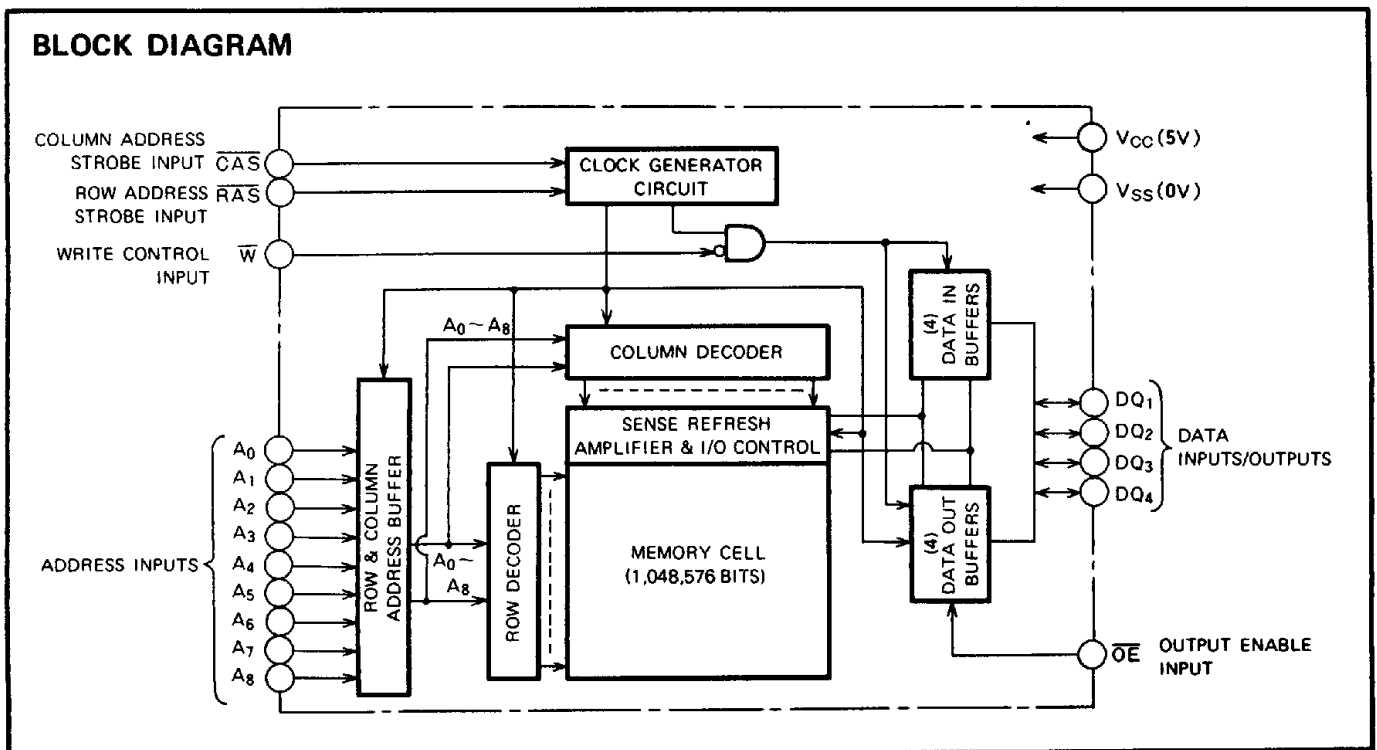 BLOCK DIAGRAM
COLUMN ADDRESS
STROBE INPUT C̅A̅S̅
ROW ADDRESS R̅A̅S̅
STROBE INPUT
WRITE CONTROL W̅
INPUT
CLOCK GENERATOR
CIRCUIT
VCC (5V)
VSS (0V)
A0~A8
COLUMN DECODER
SENSE REFRESH
AMPLIFIER & I/O CONTROL
MEMORY CELL
(1,048,576 BITS)
ROW DECODER
A0~
A8
ROW & COLUMN
ADDRESS BUFFER
ADDRESS INPUTS
A0
A1
A2
A3
A4
A5
A6
A7
A8
(4)
DATA IN
BUFFERS
(4)
DATA OUT
BUFFERS
DQ1
DQ2
DQ3
DQ4
DATA
INPUTS/OUTPUTS
O̅E̅ OUTPUT ENABLE
INPUT